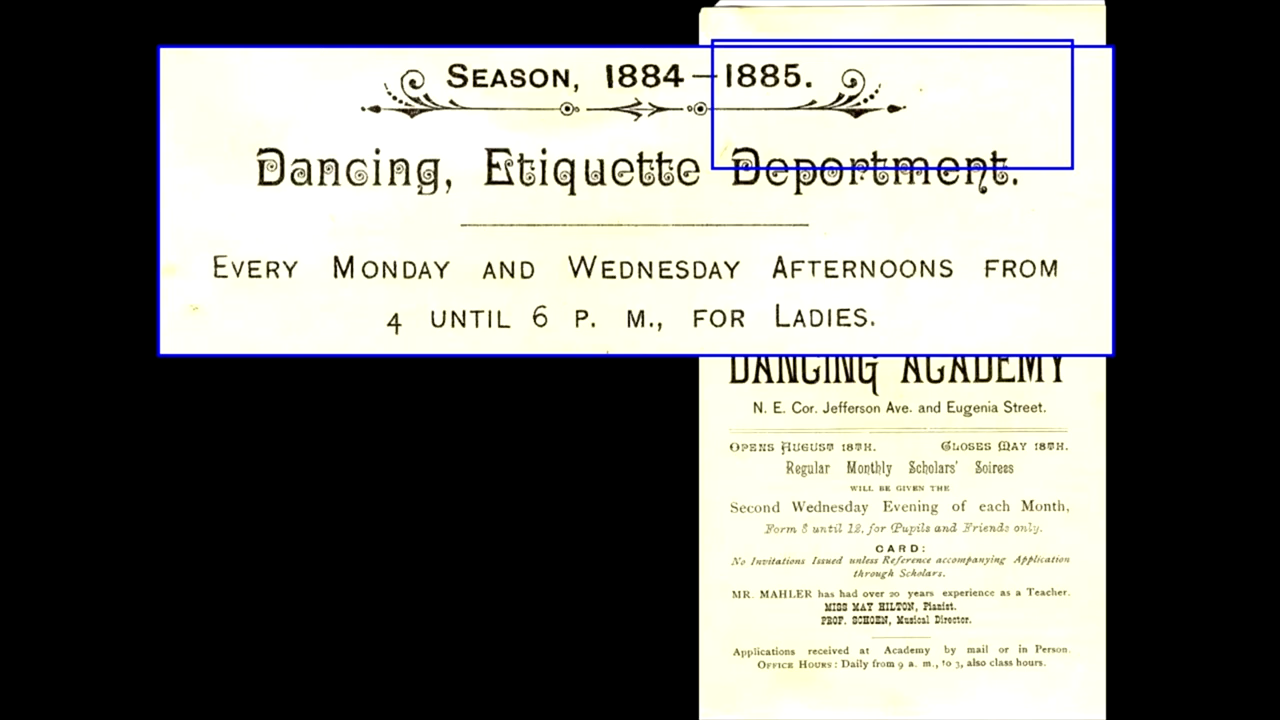 SEASON, 1884–1885.
Dancing, Etiquette Deportment.
EVERY MONDAY AND WEDNESDAY AFTERNOONS FROM
4 UNTIL 6 P. M., FOR LADIES.
DANCING ACADEMY
N. E. Cor. Jefferson Ave. and Eugenia Street.
OPENS AUGUST 18TH. CLOSES MAY 18TH.
Regular Monthly Scholars' Soirees
WILL BE GIVEN THE
Second Wednesday Evening of each Month,
Form 8 until 12, for Pupils and Friends only.
CARD:
No Invitations Issued unless Reference accompanying Application
through Scholars.
MR. MAHLER has had over 20 years experience as a Teacher.
MISS MAY HILTON, Pianist.
PROF. SCHOEN, Musical Director.
Applications received at Academy by mail or in Person.
OFFICE HOURS: Daily from 9 a. m., to 3, also class hours.